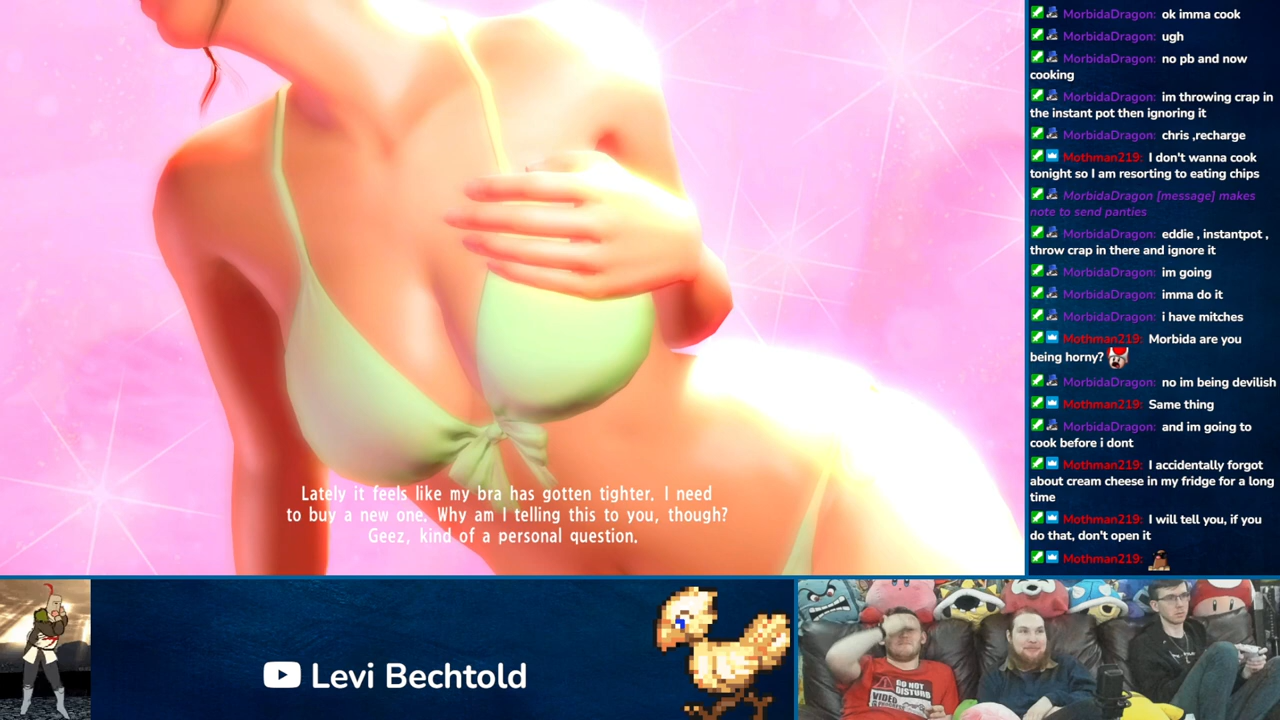 MorbidaDragon: ok imma cook
MorbidaDragon: ugh
MorbidaDragon: no pb and now
cooking
MorbidaDragon: im throwing crap in
the instant pot then ignoring it
MorbidaDragon: chris ,recharge
Mothman219: I don't wanna cook
tonight so I am resorting to eating chips
MorbidaDragon [message] makes
note to send panties
MorbidaDragon: eddie , instantpot ,
throw crap in there and ignore it
MorbidaDragon: im going
MorbidaDragon: imma do it
MorbidaDragon: i have mitches
Mothman219: Morbida are you
being horny?
MorbidaDragon: no im being devilish
Mothman219: Same thing
MorbidaDragon: and im going to
cook before i dont
Mothman219: I accidentally forgot
about cream cheese in my fridge for a long
time
Mothman219: I will tell you, if you
do that, don't open it
Mothman219:
Lately it feels like my bra has gotten tighter. I need
to buy a new one. Why am I telling this to you, though?
Geez, kind of a personal question.
Levi Bechtold
DO NOT
DISTURB
VIDEO